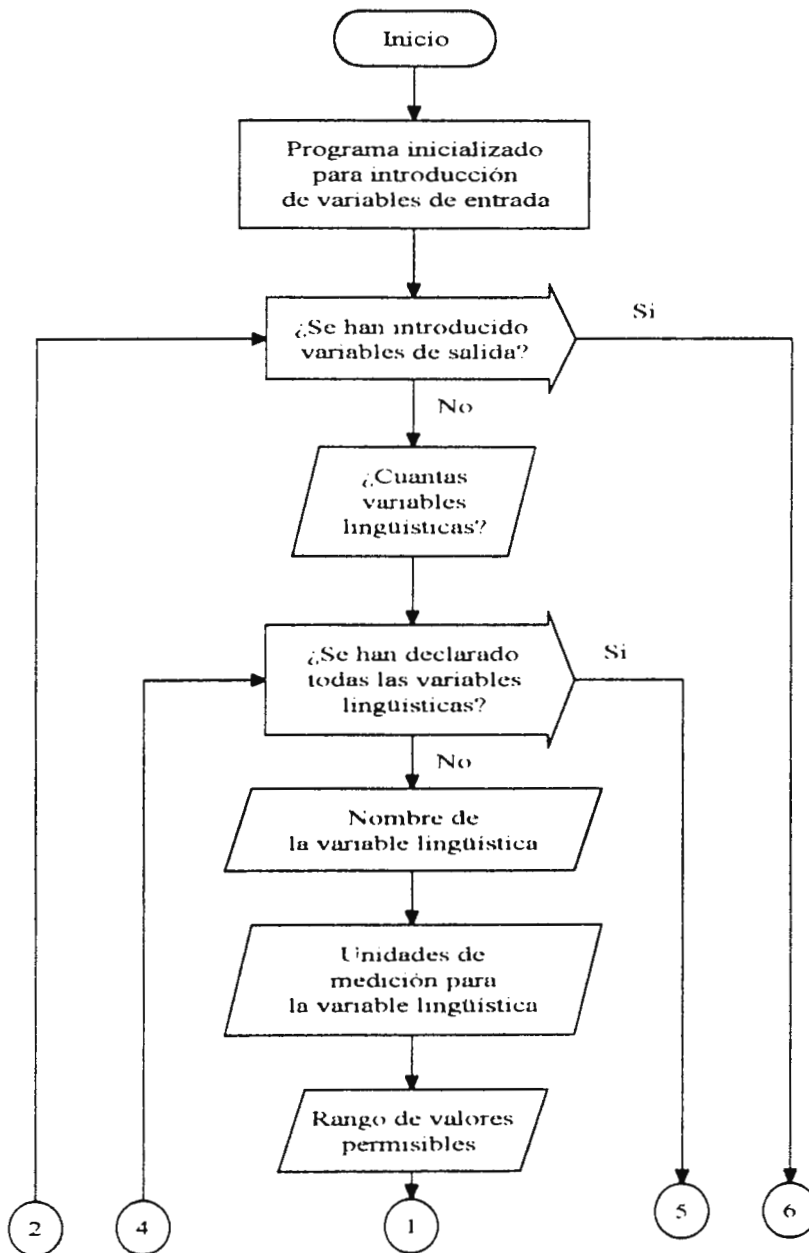 Inicio
Programa inicializado
para introducción
de variables de entrada
¿Se han introducido
variables de salida?
Si
No
¿Cuantas
variables
lingüisticas?
¿Se han declarado
todas las variables
lingüisticas?
Si
No
Nombre de
la variable lingüística
Unidades de
medición para
la variable lingüística
Rango de valores
permisibles
2
4
1
5
6